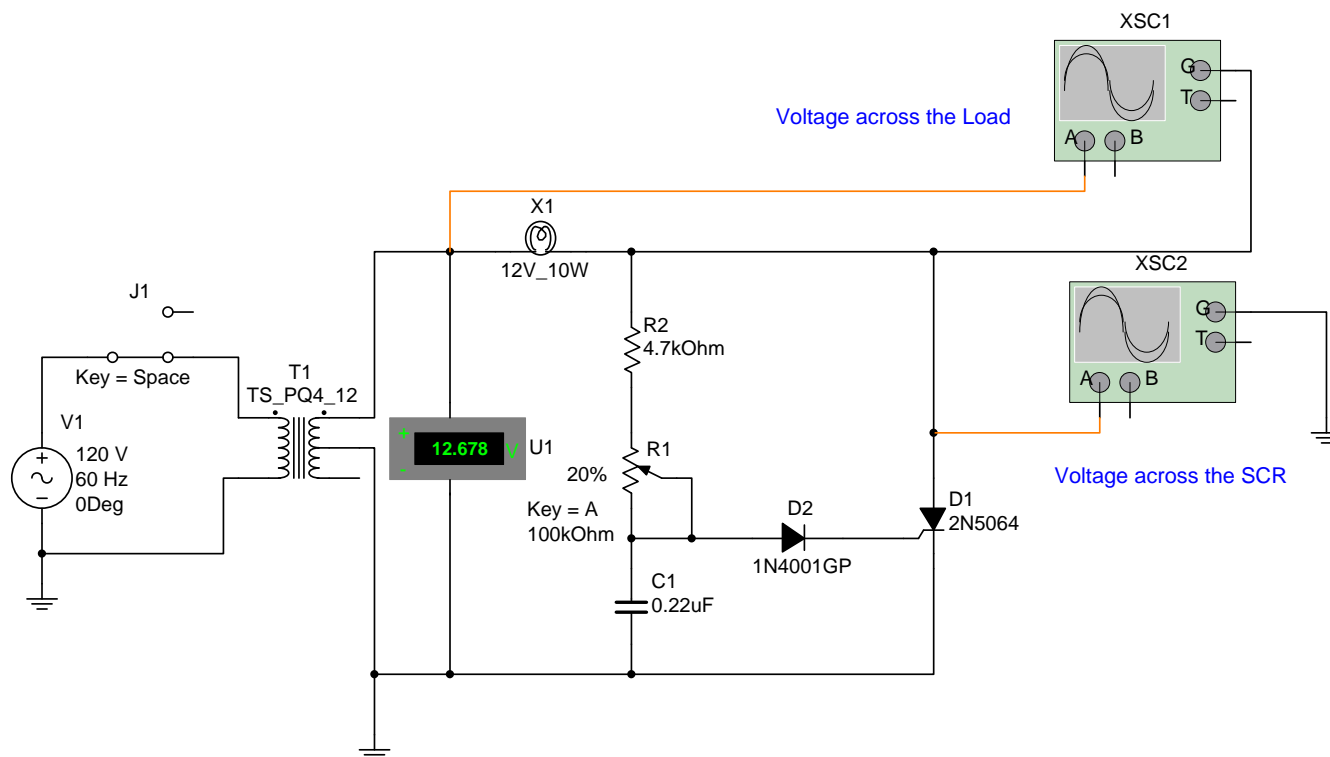 XSC1
G
T
A
B
Voltage across the Load
X1
12V_10W
XSC2
G
T
A
B
J1
Key = Space
R2
4.7kOhm
T1
TS_PQ4_12
V1
120 V
60 Hz
0Deg
+
-
12.678
V
U1
R1
20%
Key = A
100kOhm
Voltage across the SCR
D2
1N4001GP
D1
2N5064
C1
0.22uF